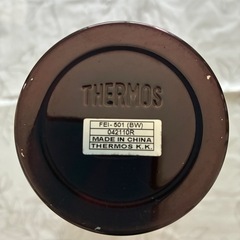 THERMOS
FEI-501 (BW)
042110R
MADE IN CHINA
THERMOS K.K.